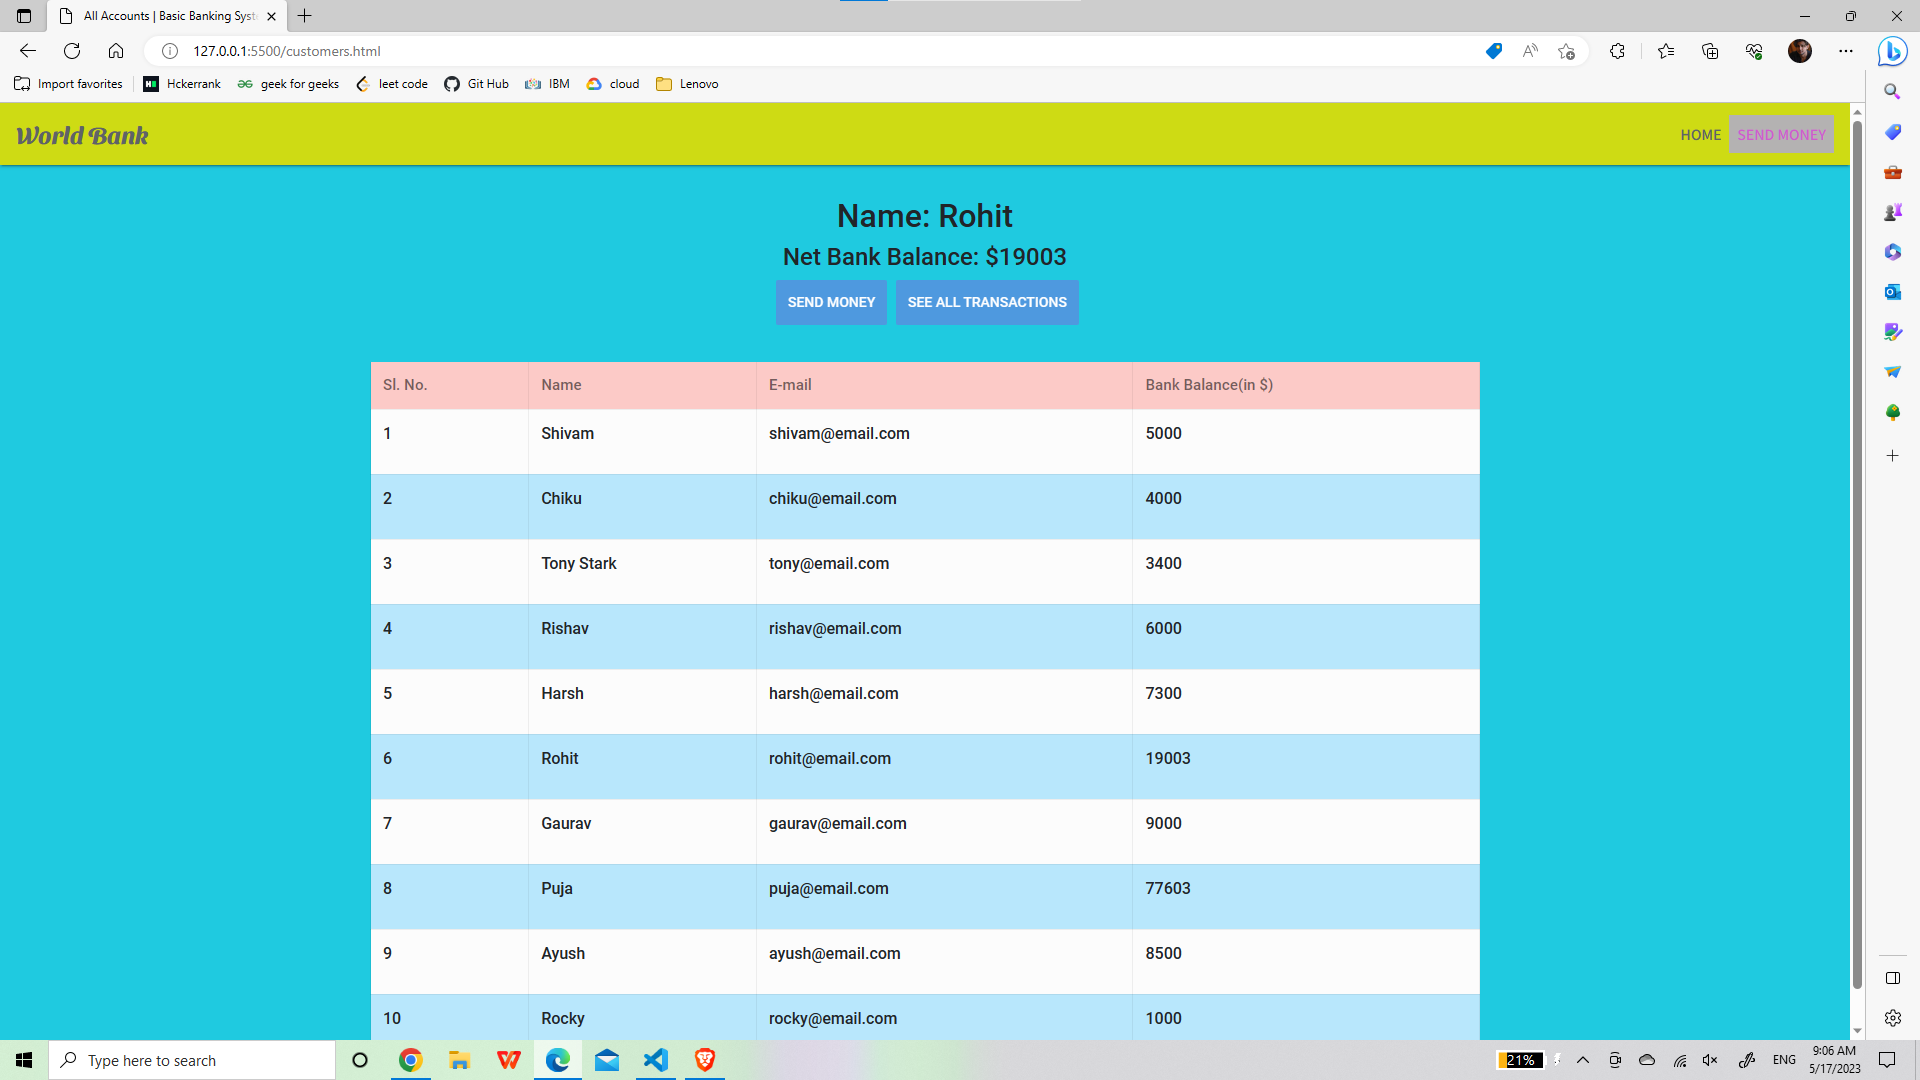 All Accounts | Basic Banking Syst
127.0.0.1:5500/customers.html
Import favorites Hckerrank geek for geeks leet code Git Hub IBM cloud Lenovo
World Bank HOME SEND MONEY
Name: Rohit
Net Bank Balance: $19003
SEND MONEY SEE ALL TRANSACTIONS
Sl. No. Name E-mail Bank Balance(in $)
1 Shivam shivam@email.com 5000
2 Chiku chiku@email.com 4000
3 Tony Stark tony@email.com 3400
4 Rishav rishav@email.com 6000
5 Harsh harsh@email.com 7300
6 Rohit rohit@email.com 19003
7 Gaurav gaurav@email.com 9000
8 Puja puja@email.com 77603
9 Ayush ayush@email.com 8500
10 Rocky rocky@email.com 1000
Type here to search 21% ENG 9:06 AM
5/17/2023